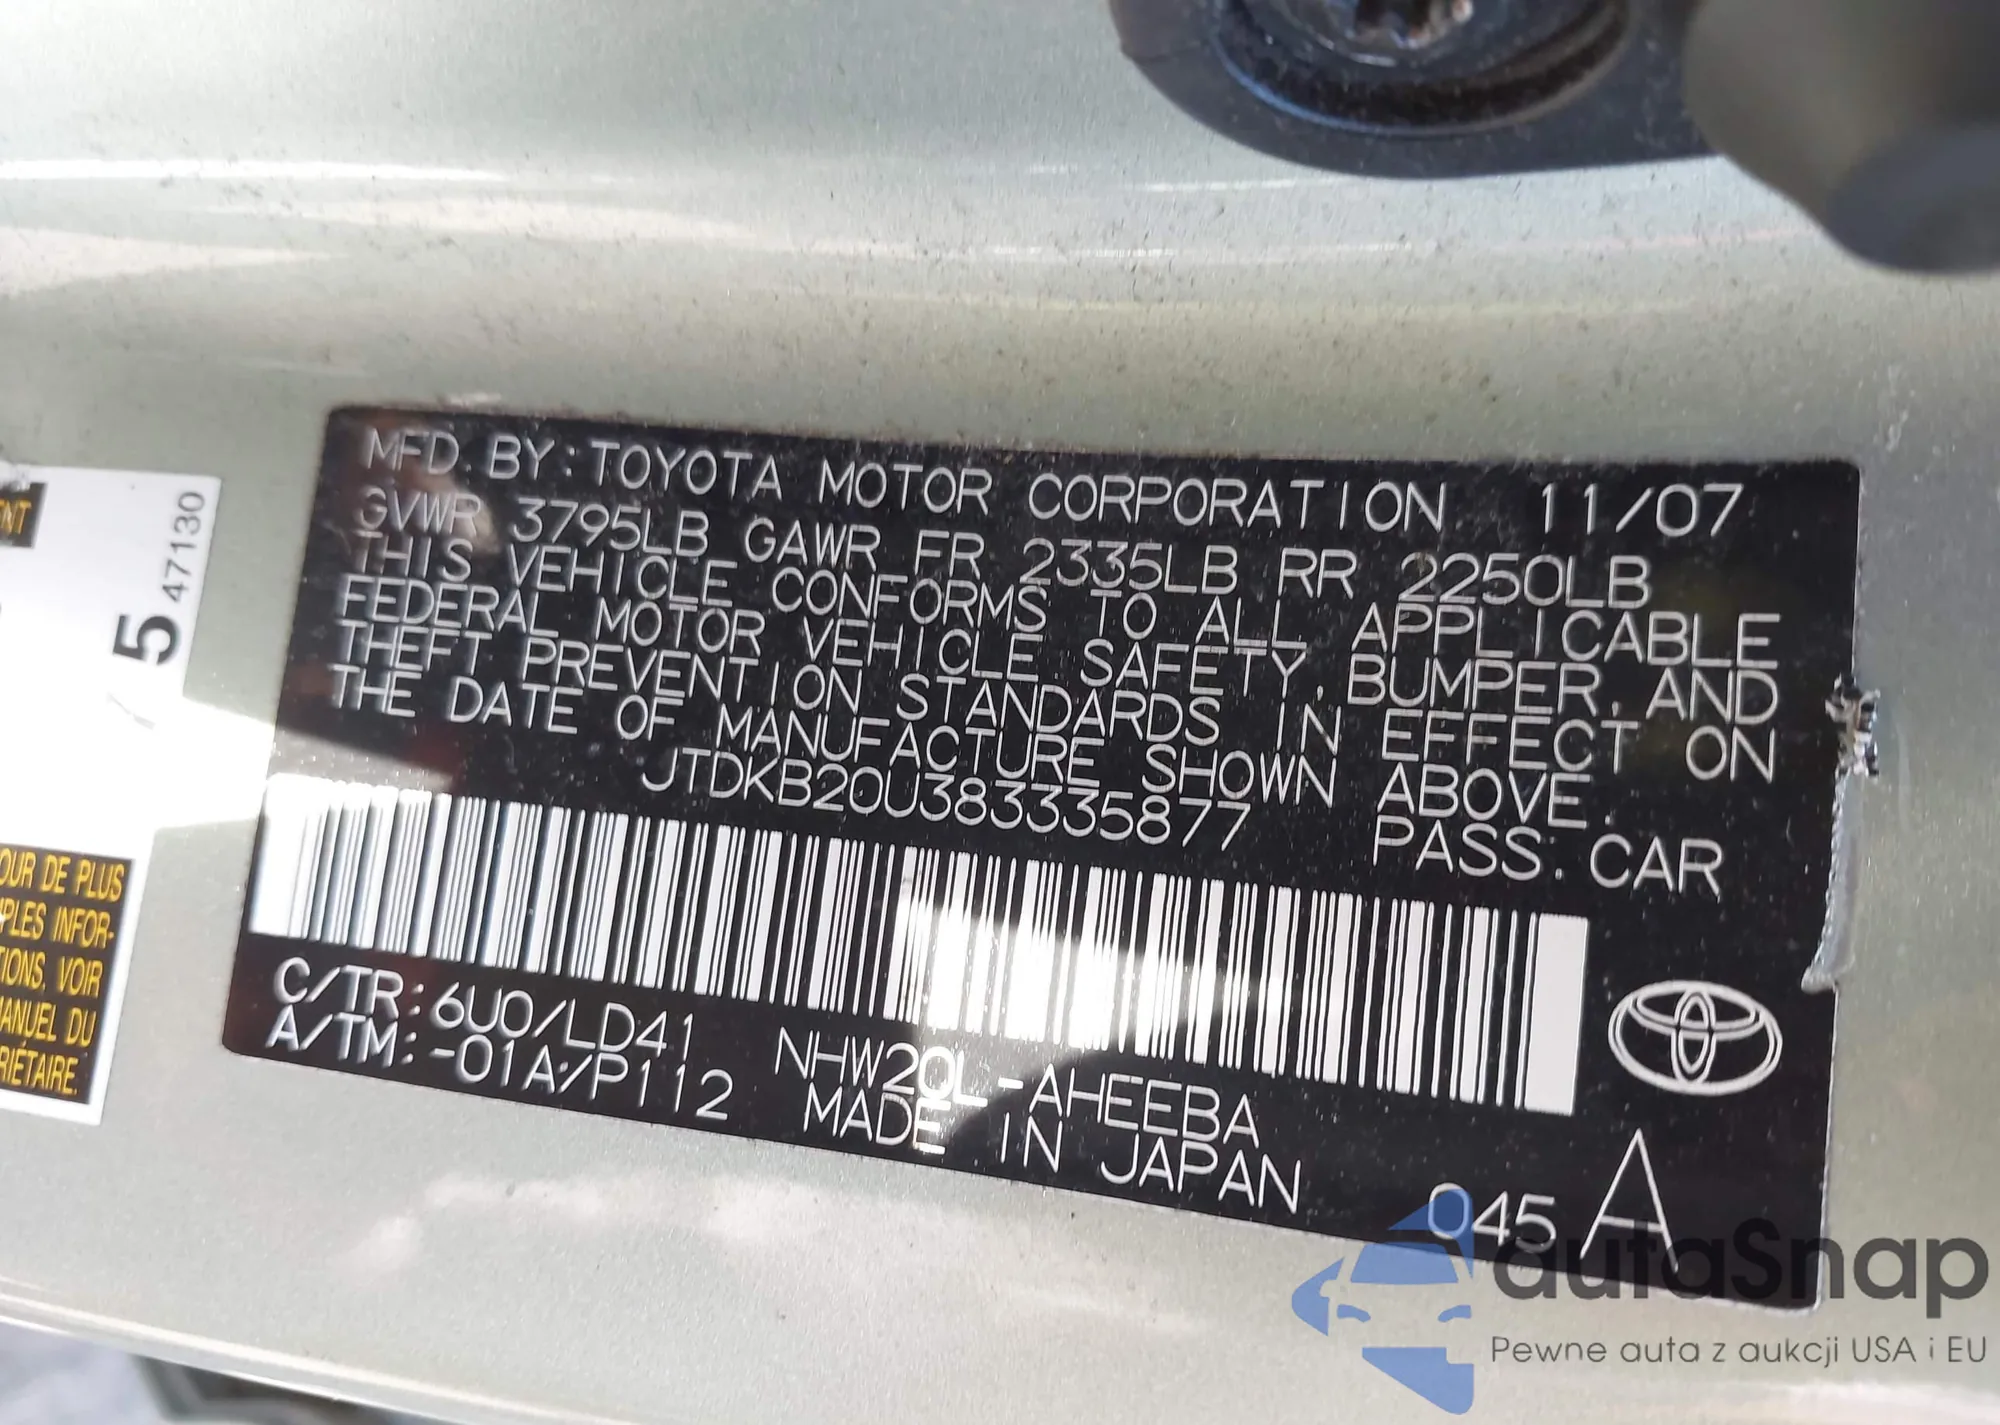 MFD. BY: TOYOTA MOTOR CORPORATION 11/07
GVWR 3795LB GAWR FR 2335LB RR 2250LB
THIS VEHICLE CONFORMS TO ALL APPLICABLE
FEDERAL MOTOR VEHICLE SAFETY, BUMPER, AND
THEFT PREVENTION STANDARDS IN EFFECT ON
THE DATE OF MANUFACTURE SHOWN ABOVE.
JTDKB20U383335877 PASS. CAR
C/TR: 6U0/LD41 NHW20L-AHEEBA
A/TM: -01A/P112 MADE IN JAPAN
045 A
5
47130
OUR DE PLUS
MPLES INFOR-
TIONS, VOIR
MANUEL DU
RIÉTAIRE.
autaSnap
Pewne auta z aukcji USA i EU